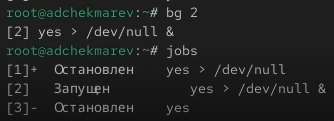 root@adchekmarev:~# bg 2
[2] yes > /dev/null &
root@adchekmarev:~# jobs
[1]+  Остановлен    yes > /dev/null
[2]   Запущен       yes > /dev/null &
[3]-  Остановлен    yes